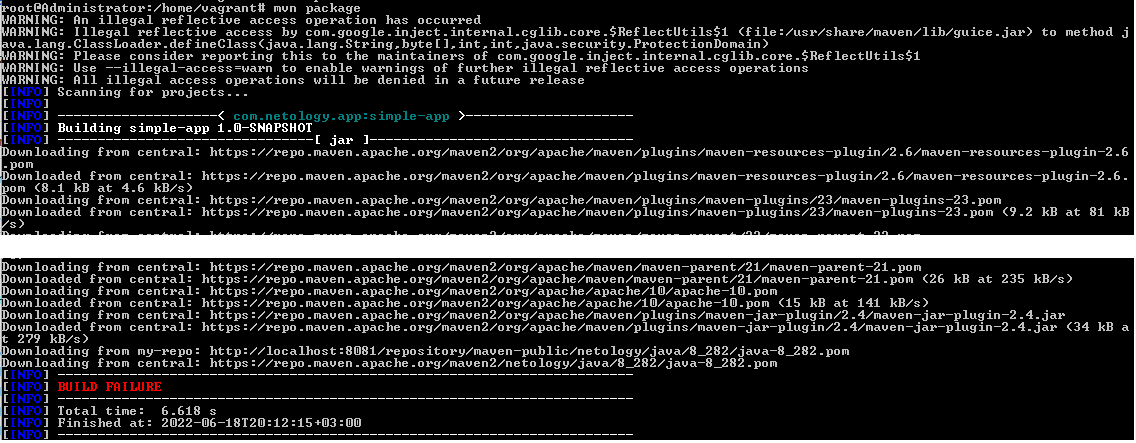 root@Administrator:/home/vagrant# mvn package
WARNING: An illegal reflective access operation has occurred
WARNING: Illegal reflective access by com.google.inject.internal.cglib.core.$ReflectUtils$1 (file:/usr/share/maven/lib/guice.jar) to method j
ava.lang.ClassLoader.defineClass(java.lang.String,byte[],int,int,java.security.ProtectionDomain)
WARNING: Please consider reporting this to the maintainers of com.google.inject.internal.cglib.core.$ReflectUtils$1
WARNING: Use --illegal-access=warn to enable warnings of further illegal reflective access operations
WARNING: All illegal access operations will be denied in a future release
[INFO] Scanning for projects...
[INFO]
[INFO] --------------------< com.netology.app:simple-app >---------------------
[INFO] Building simple-app 1.0-SNAPSHOT
[INFO] --------------------------------[ jar ]---------------------------------
Downloading from central: https://repo.maven.apache.org/maven2/org/apache/maven/plugins/maven-resources-plugin/2.6/maven-resources-plugin-2.6
.pom
Downloaded from central: https://repo.maven.apache.org/maven2/org/apache/maven/plugins/maven-resources-plugin/2.6/maven-resources-plugin-2.6.
pom (8.1 kB at 4.6 kB/s)
Downloading from central: https://repo.maven.apache.org/maven2/org/apache/maven/plugins/maven-plugins/23/maven-plugins-23.pom
Downloaded from central: https://repo.maven.apache.org/maven2/org/apache/maven/plugins/maven-plugins/23/maven-plugins-23.pom (9.2 kB at 81 kB
/s)
Downloading from central: https://repo.maven.apache.org/maven2/org/apache/maven/maven-parent/21/maven-parent-21.pom
Downloaded from central: https://repo.maven.apache.org/maven2/org/apache/maven/maven-parent/21/maven-parent-21.pom (26 kB at 235 kB/s)
Downloading from central: https://repo.maven.apache.org/maven2/org/apache/apache/10/apache-10.pom
Downloaded from central: https://repo.maven.apache.org/maven2/org/apache/apache/10/apache-10.pom (15 kB at 141 kB/s)
Downloading from central: https://repo.maven.apache.org/maven2/org/apache/maven/plugins/maven-jar-plugin/2.4/maven-jar-plugin-2.4.jar
Downloaded from central: https://repo.maven.apache.org/maven2/org/apache/maven/plugins/maven-jar-plugin/2.4/maven-jar-plugin-2.4.jar (34 kB a
t 279 kB/s)
Downloading from my-repo: http://localhost:8081/repository/maven-public/netology/java/8_282/java-8_282.pom
Downloading from central: https://repo.maven.apache.org/maven2/netology/java/8_282/java-8_282.pom
[INFO] ------------------------------------------------------------------------
[INFO] BUILD FAILURE
[INFO] ------------------------------------------------------------------------
[INFO] Total time:  6.618 s
[INFO] Finished at: 2022-06-18T20:12:15+03:00
[INFO] ------------------------------------------------------------------------